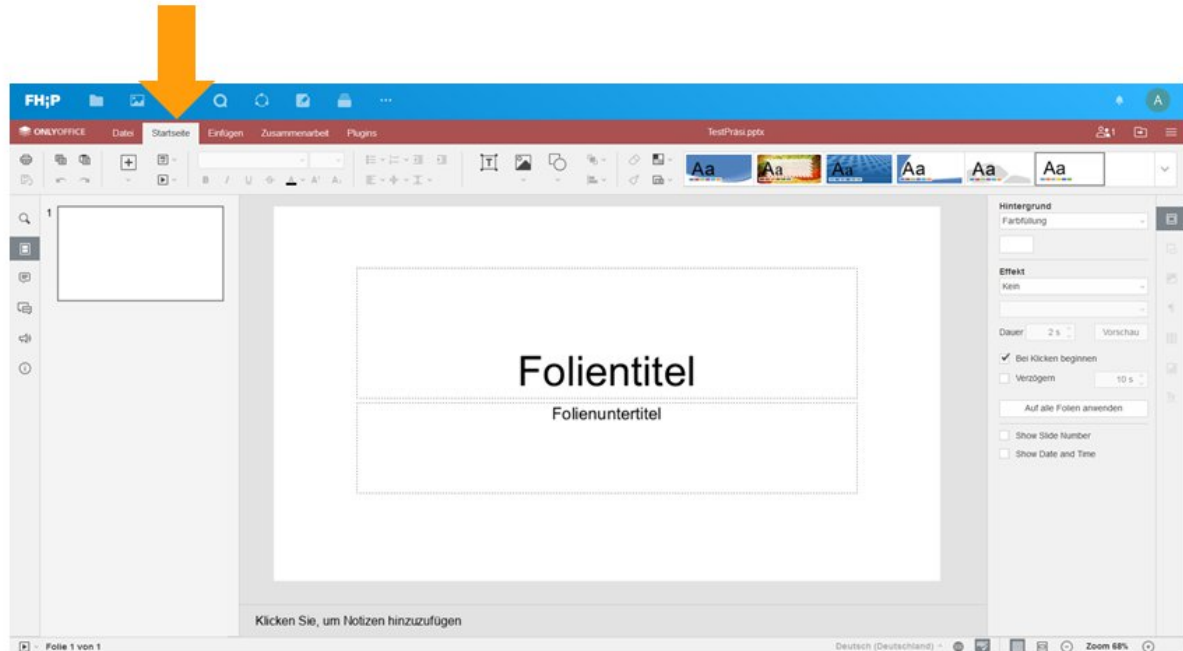 FH;P
A
ONLYOFFICE Datei Startseite Einfügen Zusammenarbeit Plugins TestPräsi.pptx 1
B I U S A A A
Aa Aa Aa Aa Aa Aa
1
Folientitel
Folienuntertitel
Klicken Sie, um Notizen hinzuzufügen
Hintergrund
Farbfüllung
Effekt
Kein
Dauer 2 s Vorschau
Bei Klicken beginnen
Verzögern 10 s
Auf alle Folien anwenden
Show Slide Number
Show Date and Time
Folie 1 von 1 Deutsch (Deutschland) Zoom 68%